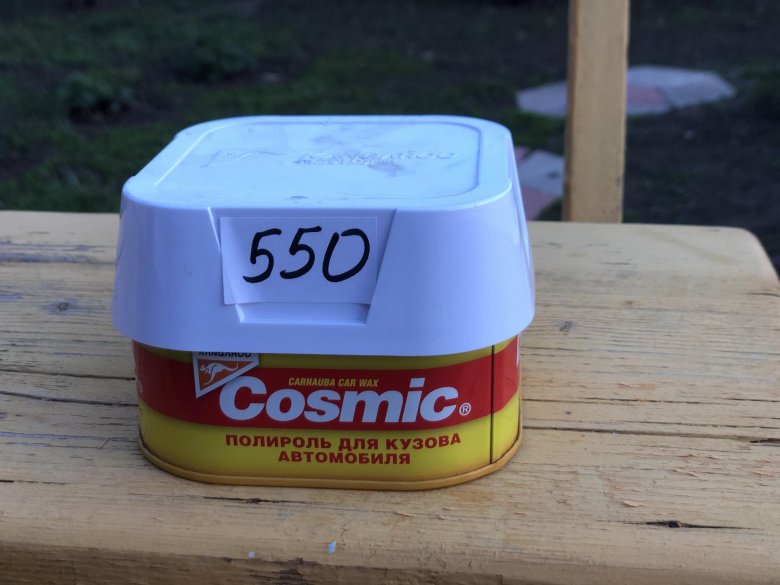 550
KANGAROO
CARNAUBA CAR WAX
Cosmic®
ПОЛИРОЛЬ ДЛЯ КУЗОВА
АВТОМОБИЛЯ